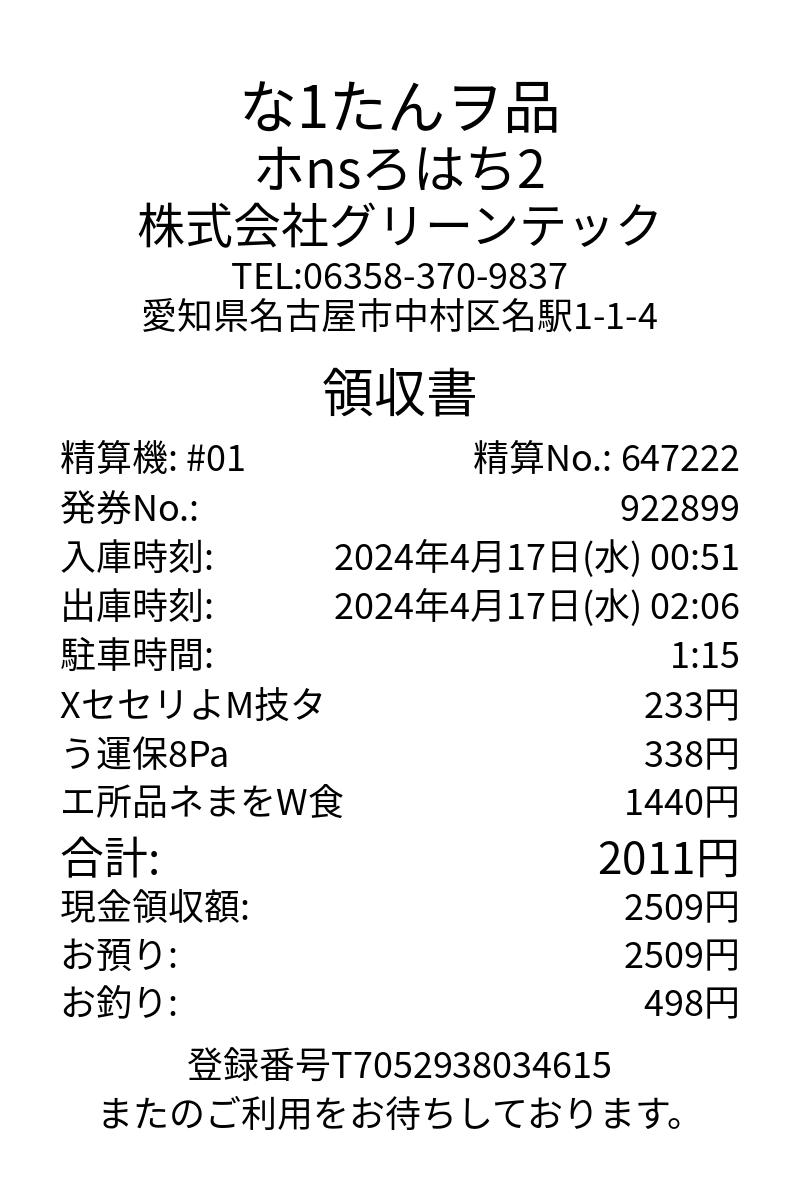 な1たんヲ品
ホnsろはち2
株式会社グリーンテック
TEL:06358-370-9837
愛知県名古屋市中村区名駅1-1-4
領収書
精算機: #01 精算No.: 647222
発券No.: 922899
入庫時刻: 2024年4月17日(水) 00:51
出庫時刻: 2024年4月17日(水) 02:06
駐車時間: 1:15
XセセリよM技タ 233円
う運保8Pa 338円
エ所品ネまをW食 1440円
合計: 2011円
現金領収額: 2509円
お預り: 2509円
お釣り: 498円
登録番号T7052938034615
またのご利用をお待ちしております。